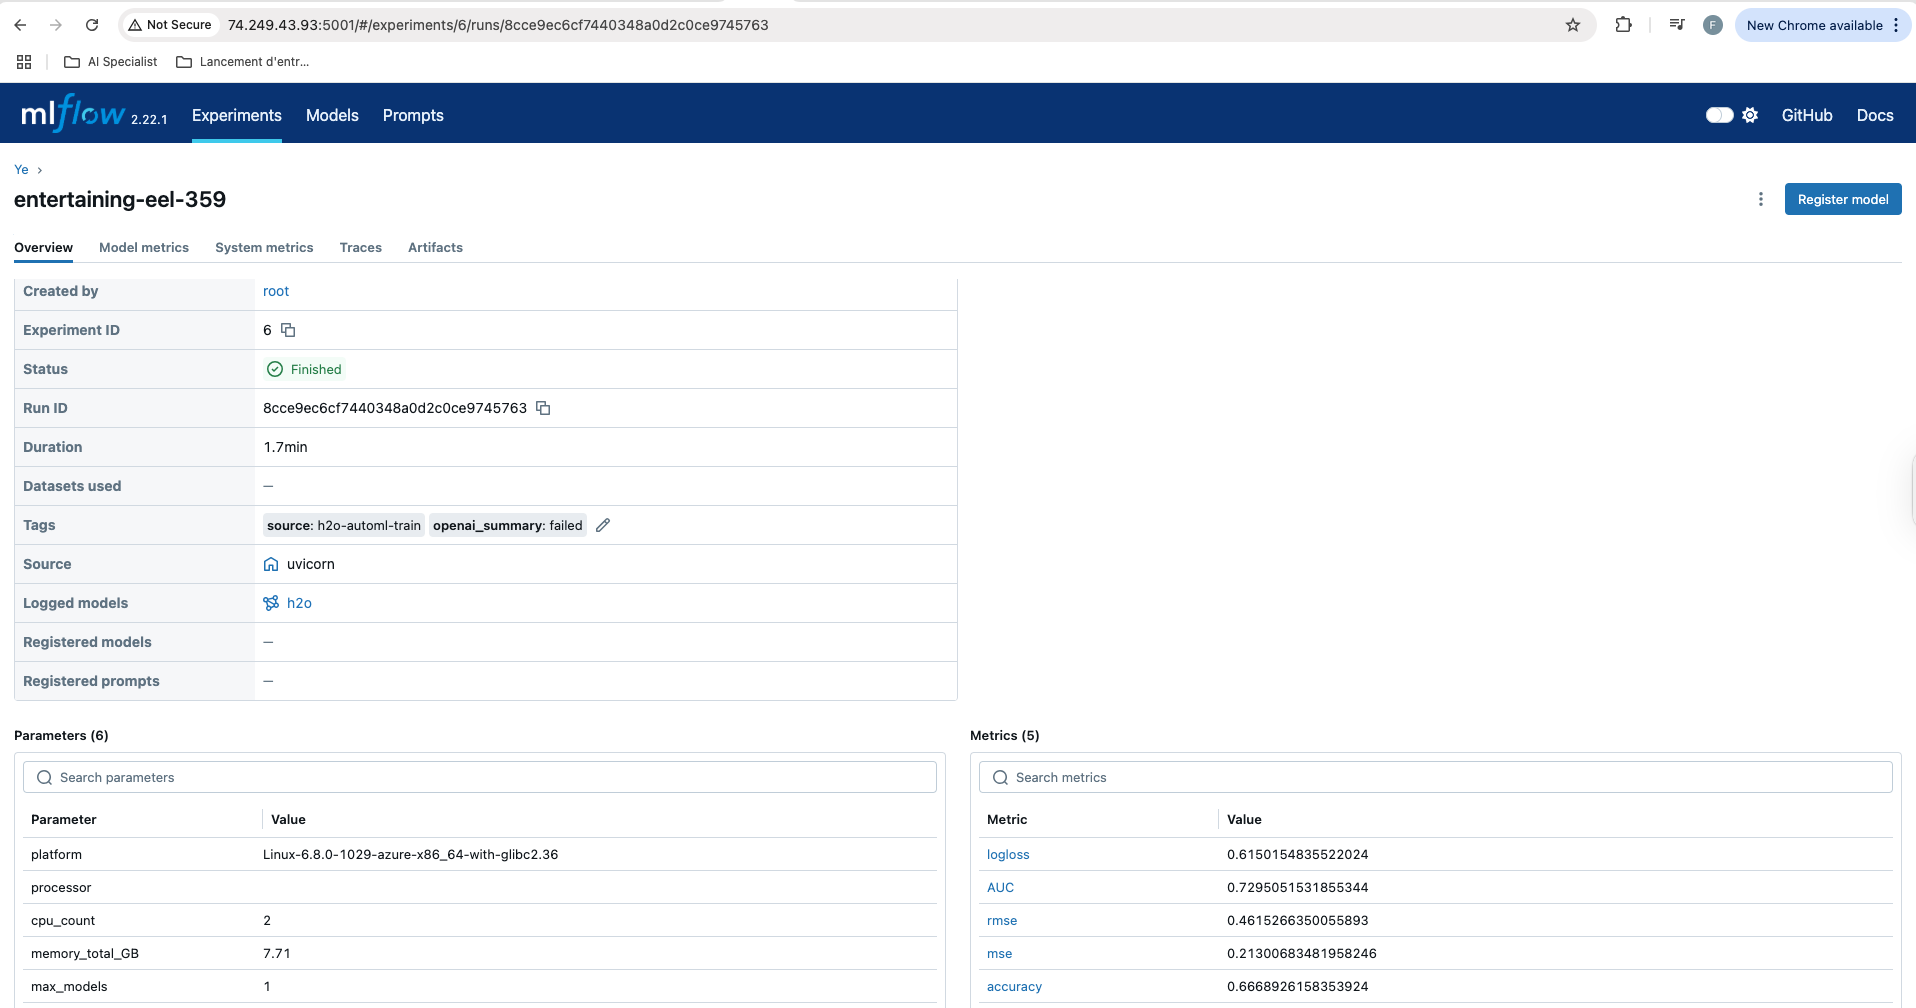 Not Secure 74.249.43.93:5001/#/experiments/6/runs/8cce9ec6cf7440348a0d2c0ce9745763 F New Chrome available
AI Specialist Lancement d'entr...
mlflow 2.22.1 Experiments Models Prompts GitHub Docs
Ye >
entertaining-eel-359 Register model
Overview Model metrics System metrics Traces Artifacts
Created by root
Experiment ID 6
Status Finished
Run ID 8cce9ec6cf7440348a0d2c0ce9745763
Duration 1.7min
Datasets used —
Tags source: h2o-automl-train openai_summary: failed
Source uvicorn
Logged models h2o
Registered models —
Registered prompts —
Parameters (6)
Search parameters
Parameter Value
platform Linux-6.8.0-1029-azure-x86_64-with-glibc2.36
processor
cpu_count 2
memory_total_GB 7.71
max_models 1
Metrics (5)
Search metrics
Metric Value
logloss 0.6150154835522024
AUC 0.7295051531855344
rmse 0.4615266350055893
mse 0.21300683481958246
accuracy 0.6668926158353924